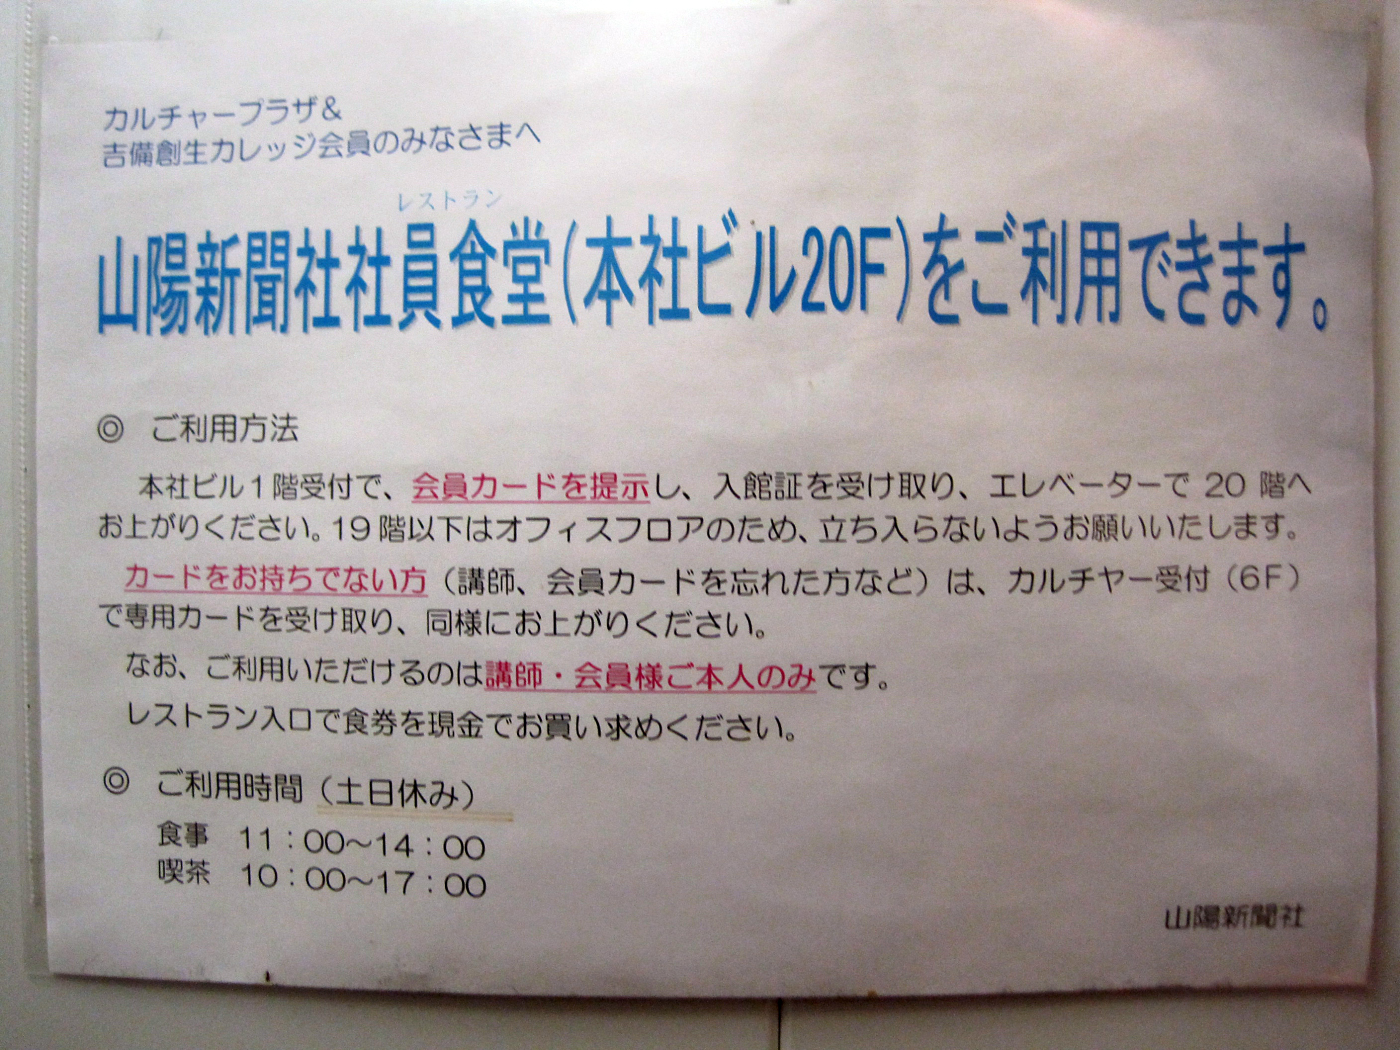 カルチャープラザ&
吉備創生カレッジ会員のみなさまへ
レストラン
山陽新聞社社員食堂(本社ビル20F)をご利用できます。
◎ ご利用方法
本社ビル1階受付で、会員カードを提示し、入館証を受け取り、エレベーターで 20 階へ
お上がりください。19階以下はオフィスフロアのため、立ち入らないようお願いいたします。
カードをお持ちでない方(講師、会員カードを忘れた方など)は、カルチャー受付(6F)
で専用カードを受け取り、同様にお上がりください。
なお、ご利用いただけるのは講師・会員様ご本人のみです。
レストラン入口で食券を現金でお買い求めください。
◎ ご利用時間(土日休み)
食事 11:00~14:00
喫茶 10:00~17:00
山陽新聞社